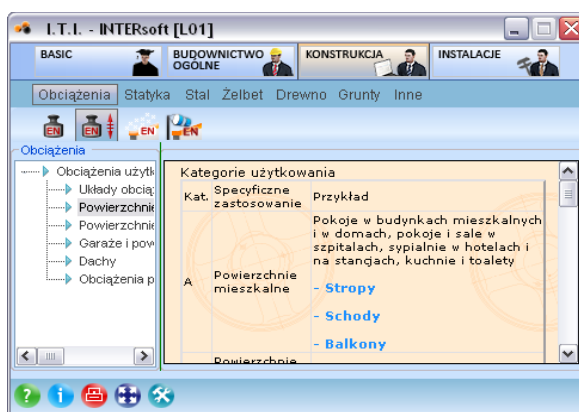 I.T.I. - INTERsoft [L01]
BASIC
BUDOWNICTWO
OGÓLNE
KONSTRUKCJA
INSTALACJE
Obciążenia Statyka Stal Żelbet Drewno Grunty Inne
EN EN EN EN
Obciążenia
Obciążenia użytk
Układy obcią
Powierzchnie
Powierzchnie
Garaże i pow
Dachy
Obciążenia p
Kategorie użytkowania
Kat. Specyficzne
zastosowanie Przykład
A Powierzchnie
mieszkalne
Pokoje w budynkach mieszkalnych
i w domach, pokoje i sale w
szpitalach, sypialnie w hotelach i
na stancjach, kuchnie i toalety
- Stropy
- Schody
- Balkony
Powierzchnie